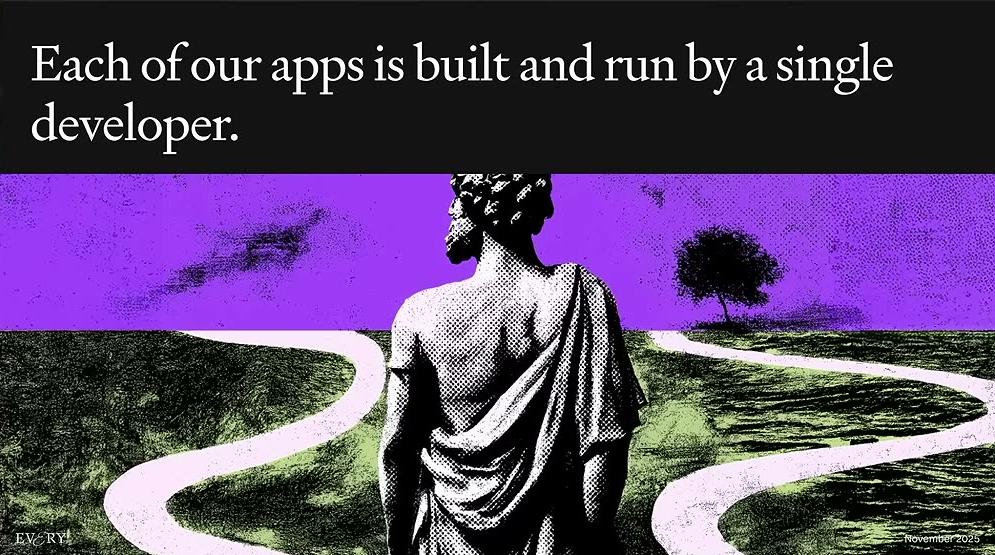 Each of our apps is built and run by a single
developer.
EVERY
November 2025